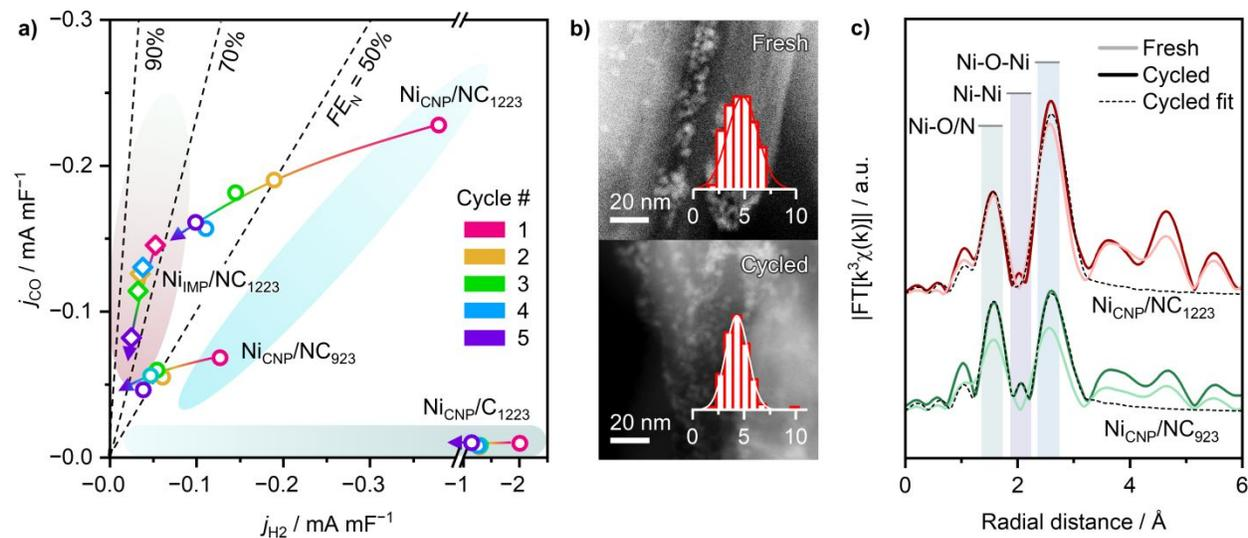 a)
−0.3
−0.2
−0.1
−0.0
j_CO / mA mF⁻¹
−0.0
−0.1
−0.2
−0.3
−1
−2
j_H2 / mA mF⁻¹
90%
70%
FE_N = 50%
Ni_CNP/NC_1223
Ni_IMP/NC_1223
Ni_CNP/NC_923
Ni_CNP/C_1223
Cycle #
1
2
3
4
5
b)
Fresh
20 nm
0 5 10
Cycled
20 nm
0 5 10
c)
|FT[k³χ(k)]| / a.u.
Fresh
Cycled
Cycled fit
Ni-O-Ni
Ni-Ni
Ni-O/N
Ni_CNP/NC_1223
Ni_CNP/NC_923
0 2 4 6
Radial distance / Å